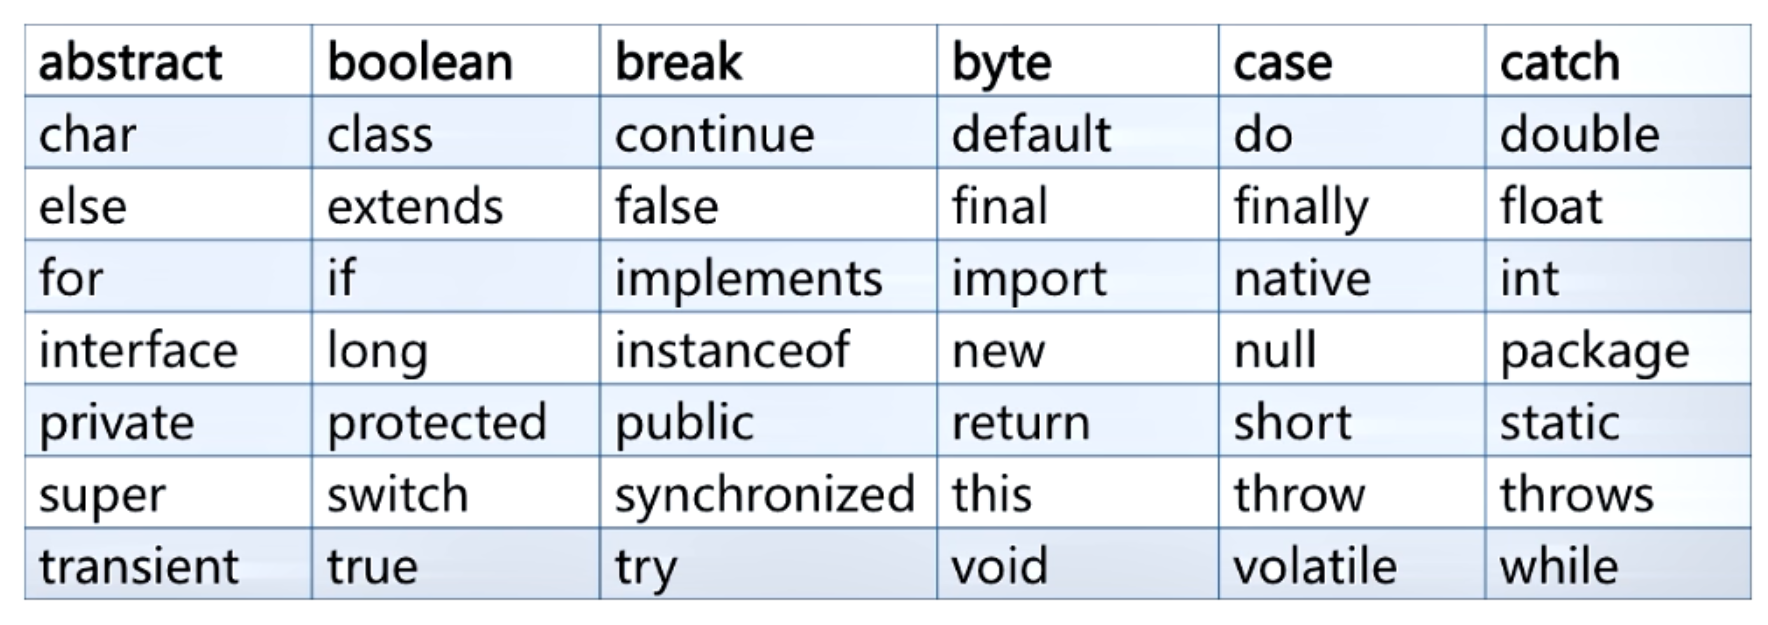 abstract boolean break byte case catch
char class continue default do double
else extends false final finally float
for if implements import native int
interface long instanceof new null package
private protected public return short static
super switch synchronized this throw throws
transient true try void volatile while